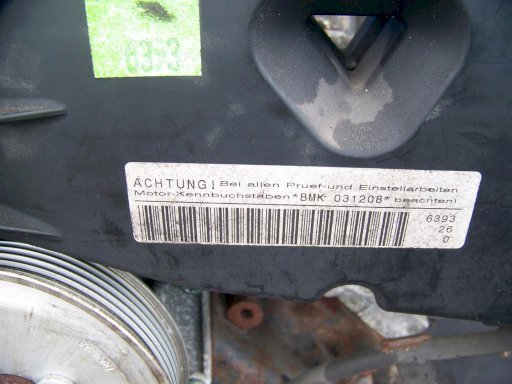 ACHTUNG! Bei allen Pruef-und Einstellarbeiten
Motor-Kennbuchstaben *BMK 031208* beachten!
6393
26
0